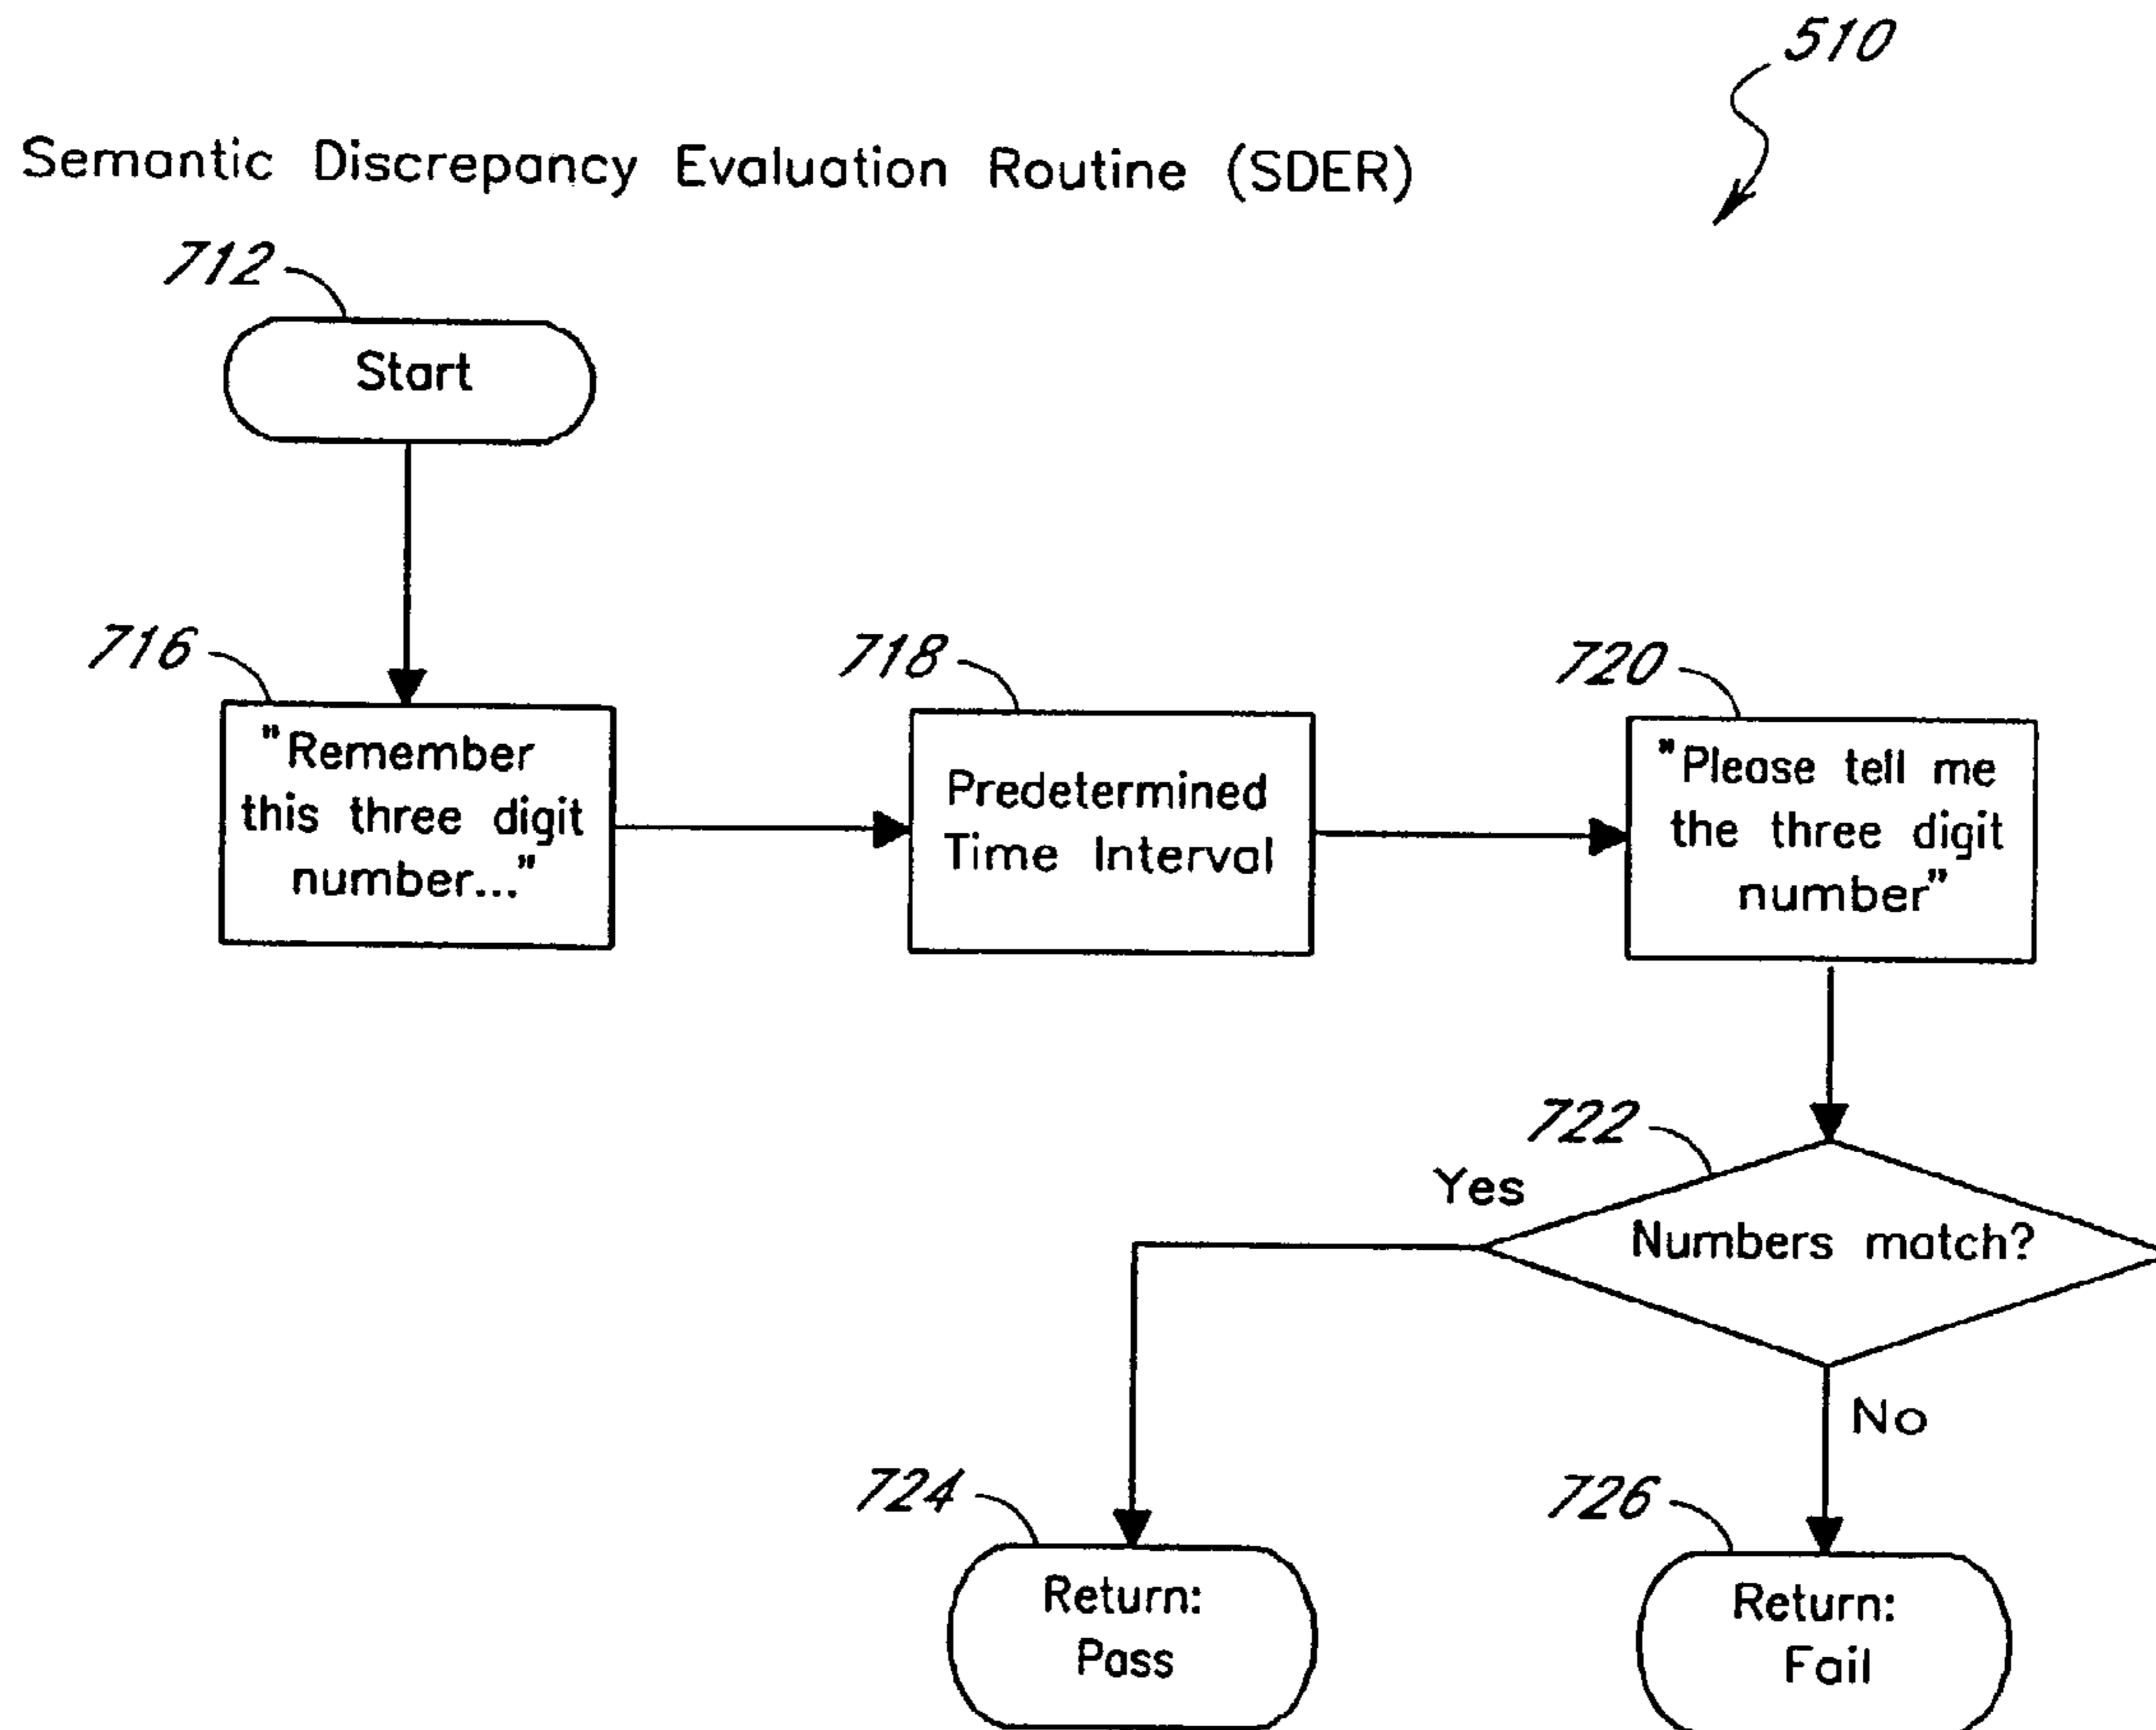 510
Semantic Discrepancy Evaluation Routine (SDER)
712
Start
716
"Remember
this three digit
number..."
718
Predetermined
Time Interval
720
"Please tell me
the three digit
number"
722
Yes
Numbers match?
No
724
Return:
Pass
726
Return:
Fail